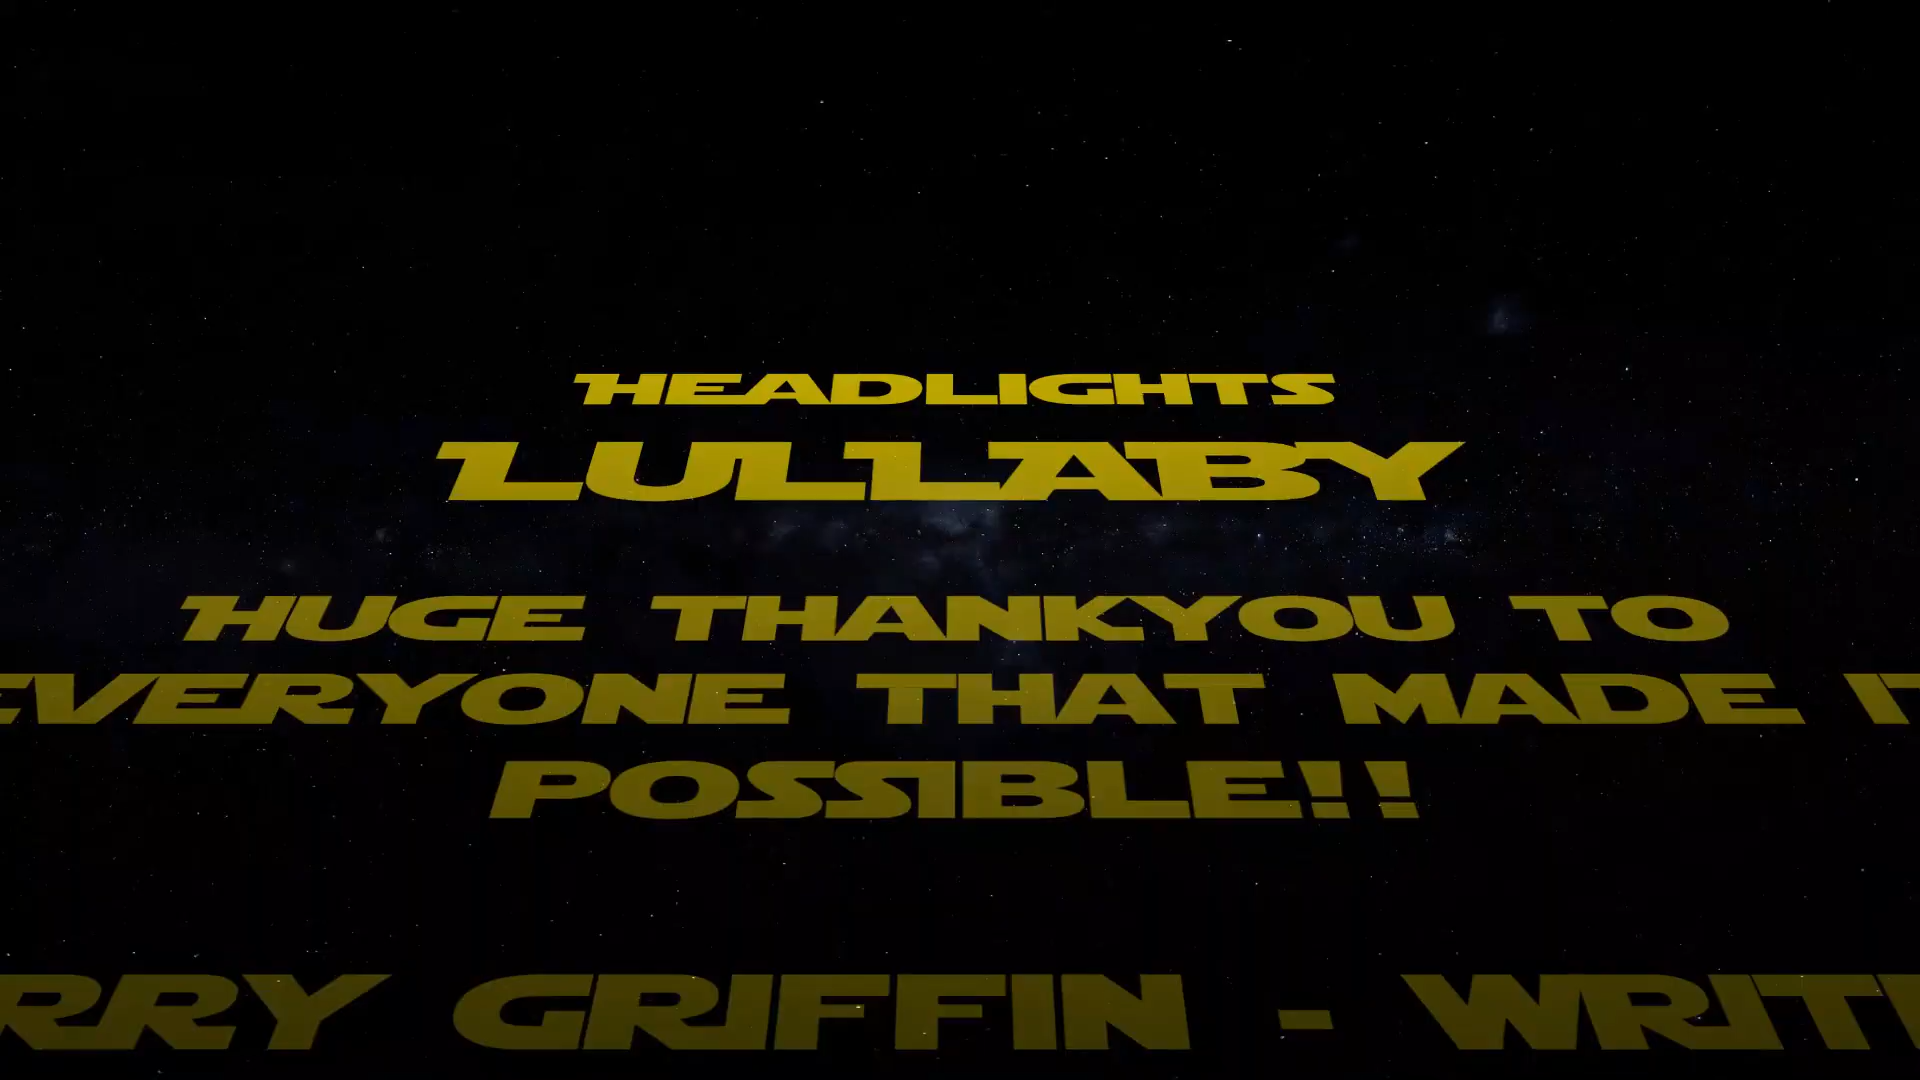 HEADLIGHTS
LULLABY
HUGE THANKYOU TO
EVERYONE THAT MADE IT
POSSIBLE!!
GRIFFIN -